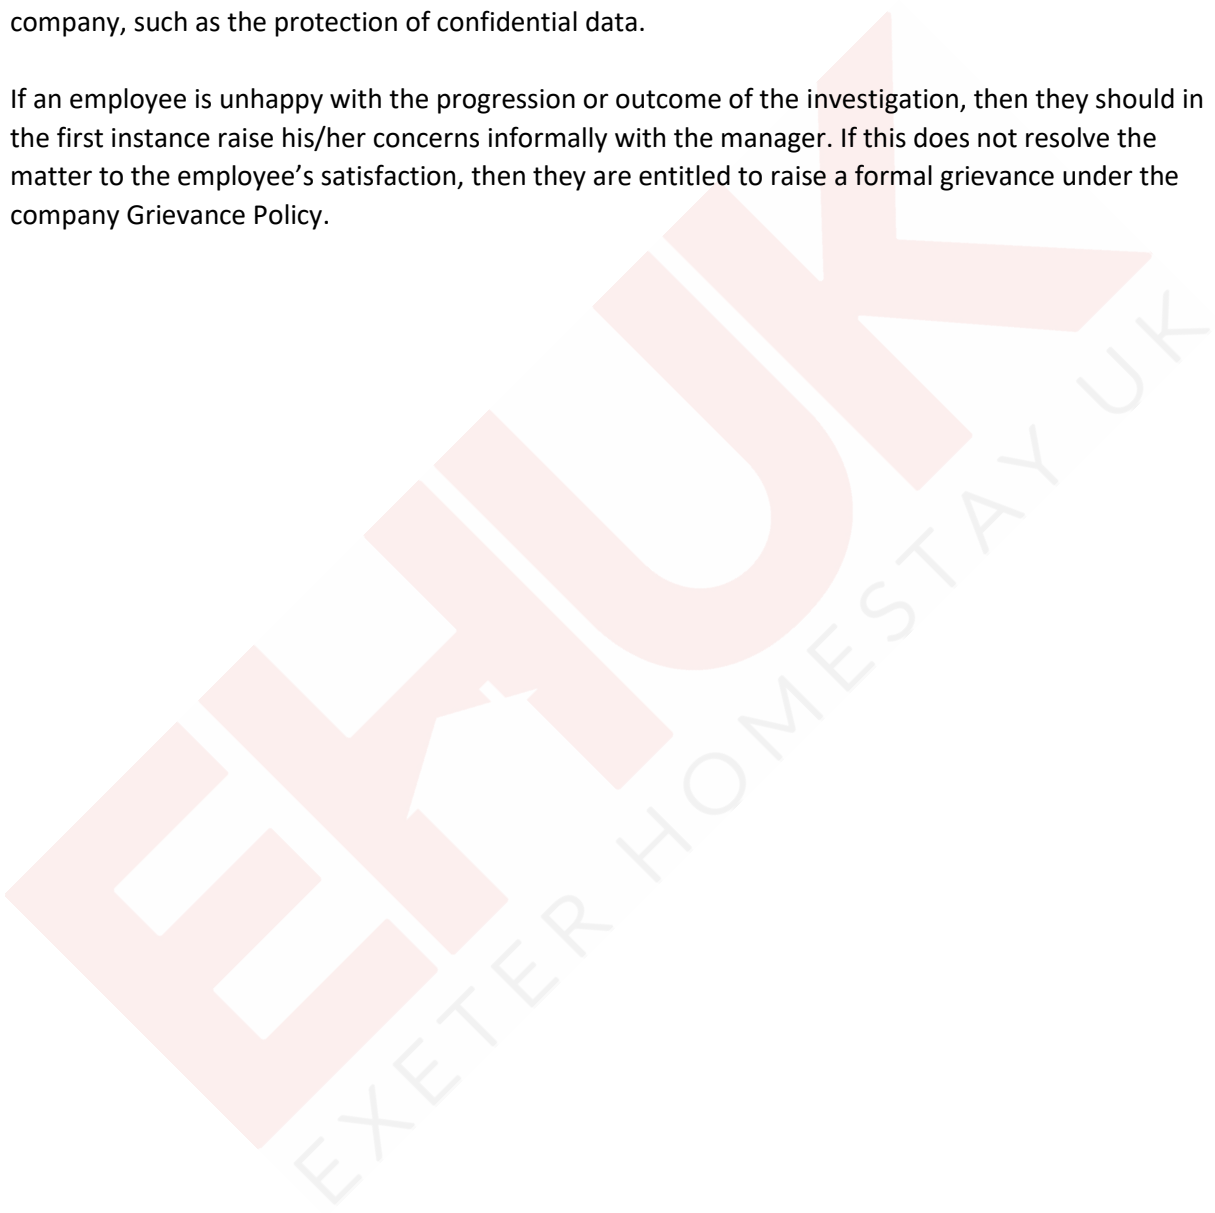 company, such as the protection of confidential data.
If an employee is unhappy with the progression or outcome of the investigation, then they should in
the first instance raise his/her concerns informally with the manager. If this does not resolve the
matter to the employee’s satisfaction, then they are entitled to raise a formal grievance under the
company Grievance Policy.
EHUK
EXETER HOMESTAY UK